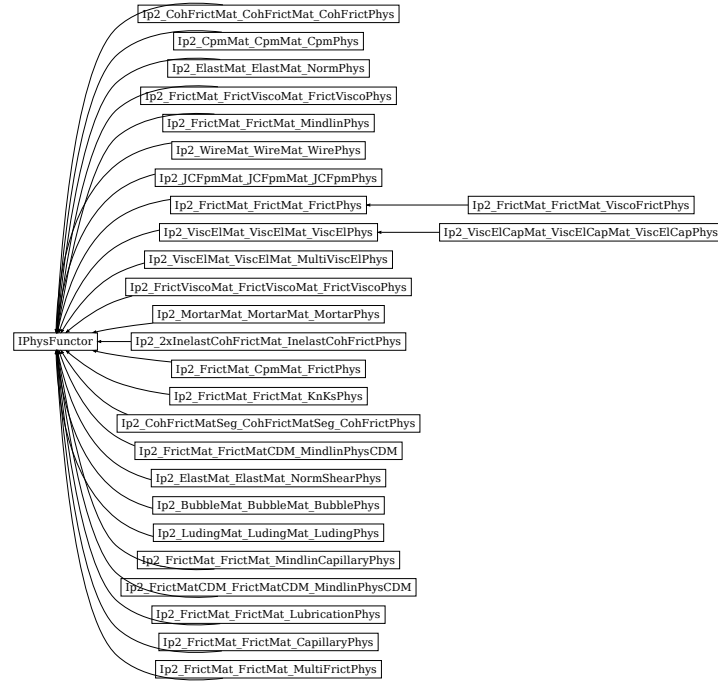 Ip2_CohFrictMat_CohFrictMat_CohFrictPhys
Ip2_CpmMat_CpmMat_CpmPhys
Ip2_ElastMat_ElastMat_NormPhys
Ip2_FrictMat_FrictViscoMat_FrictViscoPhys
Ip2_FrictMat_FrictMat_MindlinPhys
Ip2_WireMat_WireMat_WirePhys
Ip2_JCFpmMat_JCFpmMat_JCFpmPhys
Ip2_FrictMat_FrictMat_FrictPhys
Ip2_FrictMat_FrictMat_ViscoFrictPhys
Ip2_ViscElMat_ViscElMat_ViscElPhys
Ip2_ViscElCapMat_ViscElCapMat_ViscElCapPhys
Ip2_ViscElMat_ViscElMat_MultiViscElPhys
Ip2_FrictViscoMat_FrictViscoMat_FrictViscoPhys
Ip2_MortarMat_MortarMat_MortarPhys
IPhysFunctor
Ip2_2xInelastCohFrictMat_InelastCohFrictPhys
Ip2_FrictMat_CpmMat_FrictPhys
Ip2_FrictMat_FrictMat_KnKsPhys
Ip2_CohFrictMatSeg_CohFrictMatSeg_CohFrictPhys
Ip2_FrictMat_FrictMatCDM_MindlinPhysCDM
Ip2_ElastMat_ElastMat_NormShearPhys
Ip2_BubbleMat_BubbleMat_BubblePhys
Ip2_LudingMat_LudingMat_LudingPhys
Ip2_FrictMat_FrictMat_MindlinCapillaryPhys
Ip2_FrictMatCDM_FrictMatCDM_MindlinPhysCDM
Ip2_FrictMat_FrictMat_LubricationPhys
Ip2_FrictMat_FrictMat_CapillaryPhys
Ip2_FrictMat_FrictMat_MultiFrictPhys